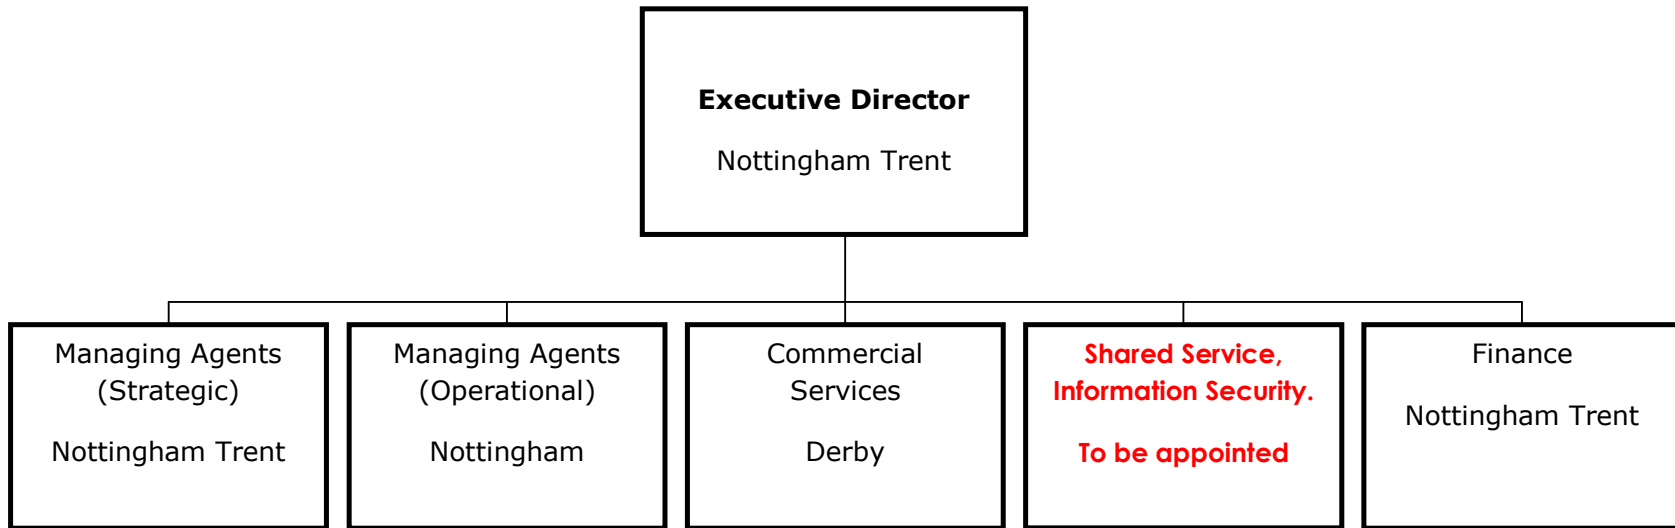 Executive Director
Nottingham Trent
Managing Agents
(Strategic)
Nottingham Trent
Managing Agents
(Operational)
Nottingham
Commercial
Services
Derby
Shared Service,
Information Security.
To be appointed
Finance
Nottingham Trent